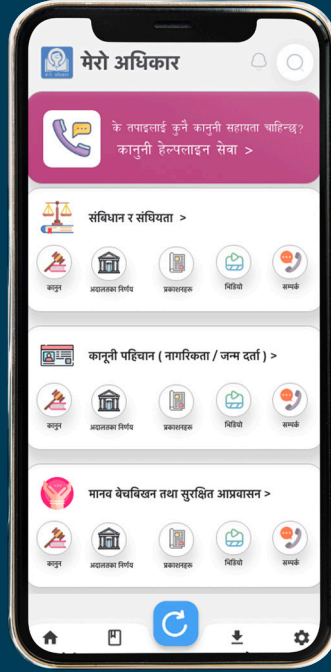 मेरो अधिकार
के तपाइलाई कुनै कानुनी सहायता चाहिन्छ?
कानुनी हेल्पलाइन सेवा >
संबिधान र संघियता >
कानुन
अदालतका निर्णय
प्रकाशनहरू
भिडियो
सम्पर्क
कानूनी पहिचान ( नागरिकता / जन्म दर्ता ) >
कानुन
अदालतका निर्णय
प्रकाशनहरू
भिडियो
सम्पर्क
मानव बेचबिखन तथा सुरक्षित आप्रवासन >
कानुन
अदालतका निर्णय
प्रकाशनहरू
भिडियो
सम्पर्क